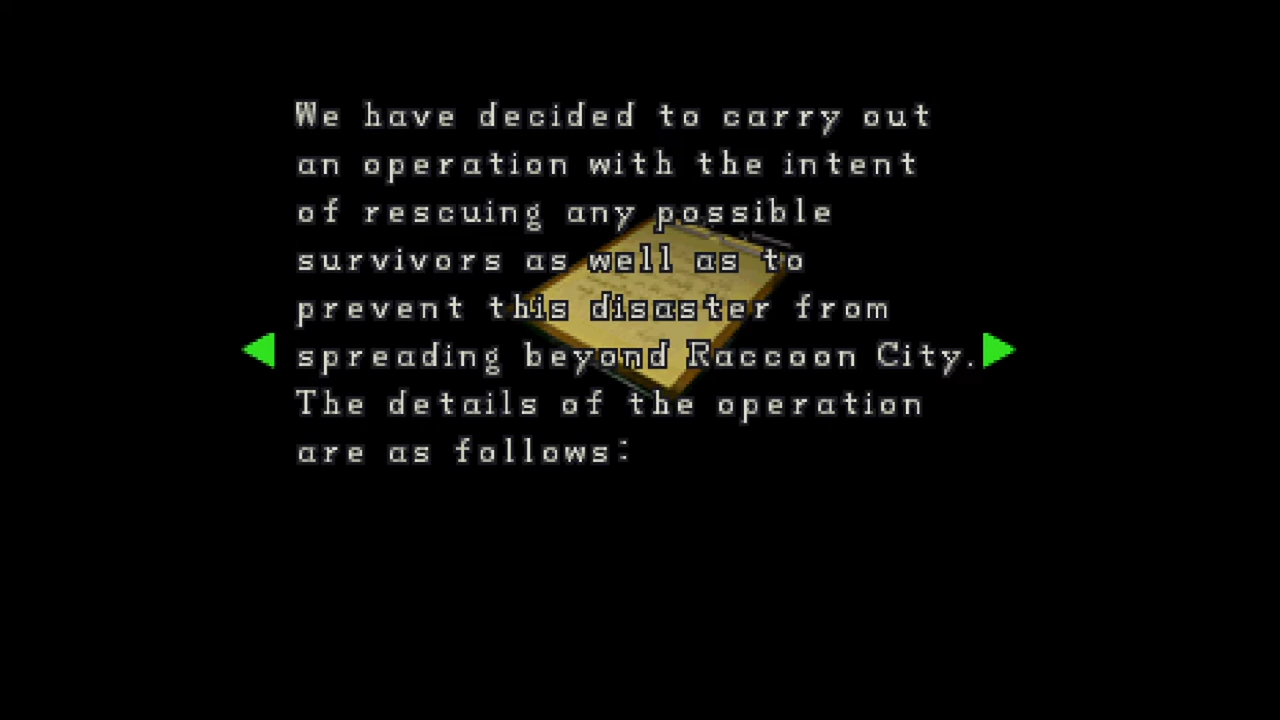 We have decided to carry out
an operation with the intent
of rescuing any possible
survivors as well as to
prevent this disaster from
spreading beyond Raccoon City.
The details of the operation
are as follows: